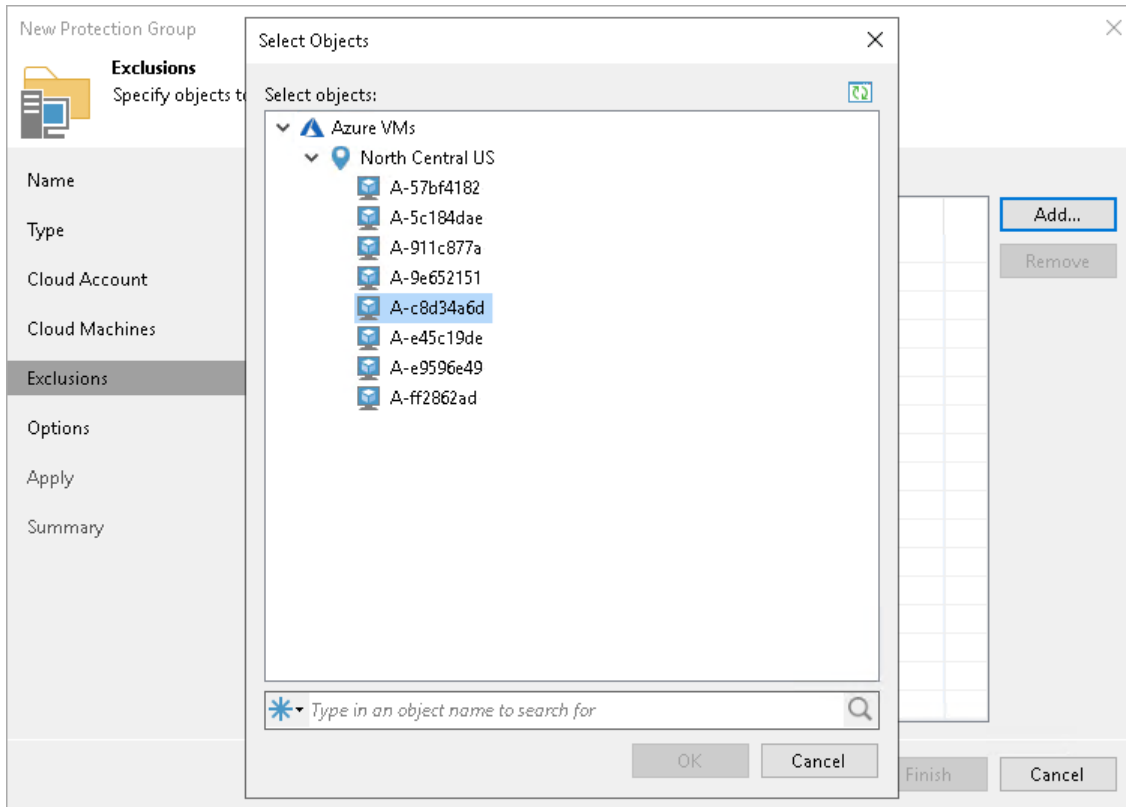 New Protection Group
Exclusions
Specify objects to
Name
Type
Cloud Account
Cloud Machines
Exclusions
Options
Apply
Summary
Select Objects
Select objects:
Azure VMs
North Central US
A-57bf4182
A-5c184dae
A-911c877a
A-9e652151
A-c8d34a6d
A-e45c19de
A-e9596e49
A-ff2862ad
Type in an object name to search for
OK
Cancel
Add...
Remove
Finish
Cancel